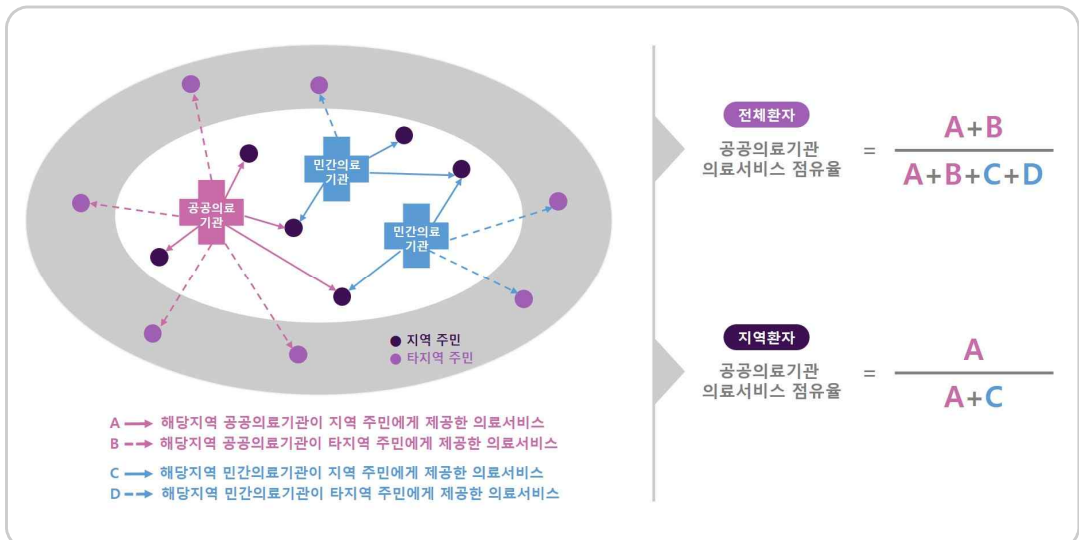 민간의료
기관
공공의료
기관
민간의료
기관
지역 주민
타지역 주민
A 해당지역 공공의료기관이 지역 주민에게 제공한 의료서비스
B 해당지역 공공의료기관이 타지역 주민에게 제공한 의료서비스
C 해당지역 민간의료기관이 지역 주민에게 제공한 의료서비스
D 해당지역 민간의료기관이 타지역 주민에게 제공한 의료서비스
전체환자
공공의료기관
의료서비스 점유율
=
A+B
A+B+C+D
지역환자
공공의료기관
의료서비스 점유율
=
A
A+C